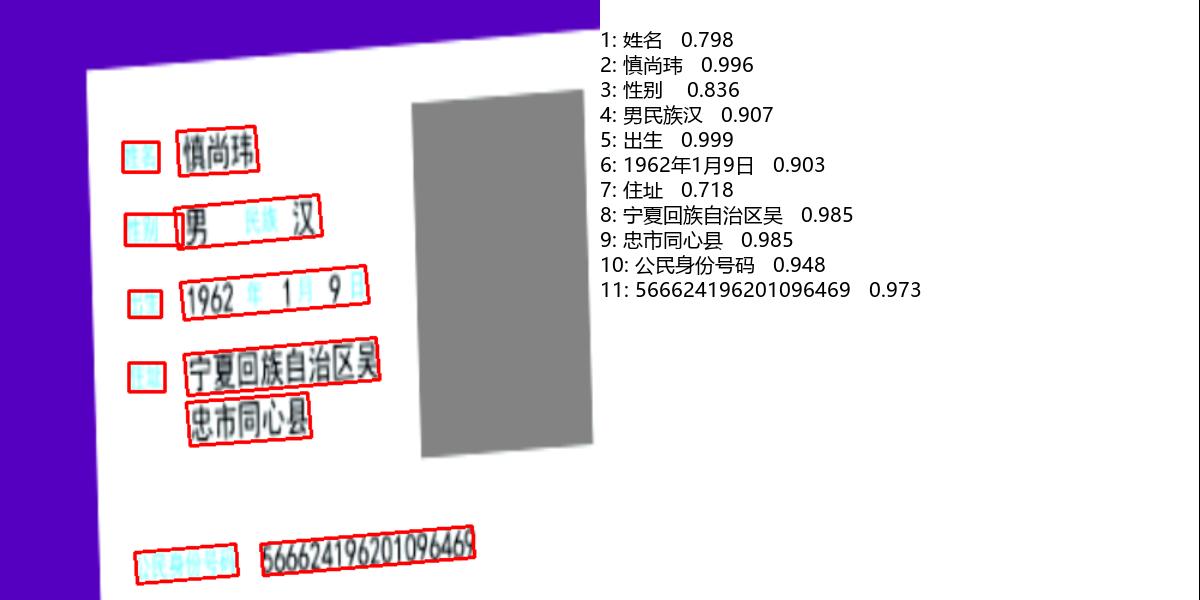 姓名 慎尚玮
性别 男 民族 汉
出生 1962 年 1 月 9 日
住址 宁夏回族自治区吴
忠市同心县
公民身份号码 566624196201096469
1: 姓名 0.798
2: 慎尚玮 0.996
3: 性别 0.836
4: 男民族汉 0.907
5: 出生 0.999
6: 1962年1月9日 0.903
7: 住址 0.718
8: 宁夏回族自治区吴 0.985
9: 忠市同心县 0.985
10: 公民身份号码 0.948
11: 566624196201096469 0.973